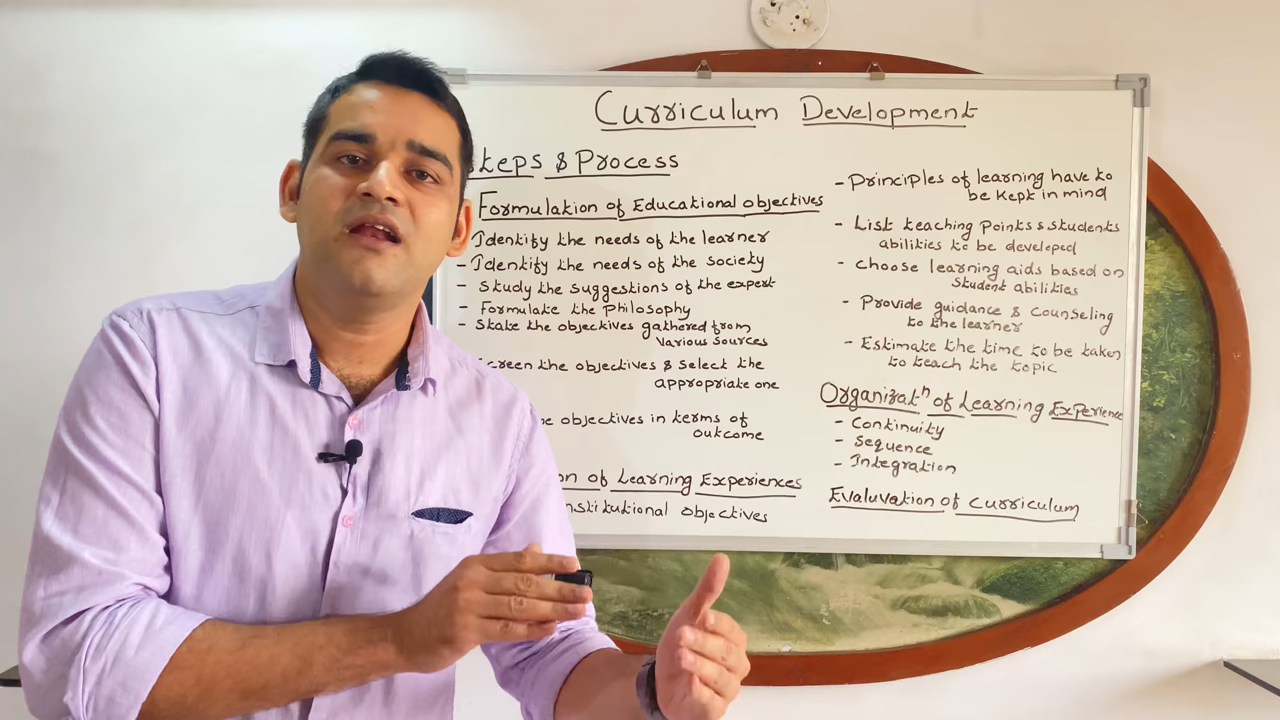 Curriculum Development
Steps & Process
Formulation of Educational objectives
Identify the needs of the learner
- Identify the needs of the society
- Study the suggestions of the expert
- Formulate the Philosophy
- State the objectives gathered from
Various Sources
the objectives & Select the
appropriate one
objectives in terms of
outcome
of Learning Experiences
objectives
- Principles of learning have to
be Kept in mind
- List teaching Points & students
abilities to be developed
- choose learning aids based on
Student abilities
- Provide guidance & Counseling
to the learner
- Estimate the time to be taken
to teach the topic
Organizatⁿ of Learning Experience
- Continuity
- Sequence
- Integration
Evaluvation of Curriculum